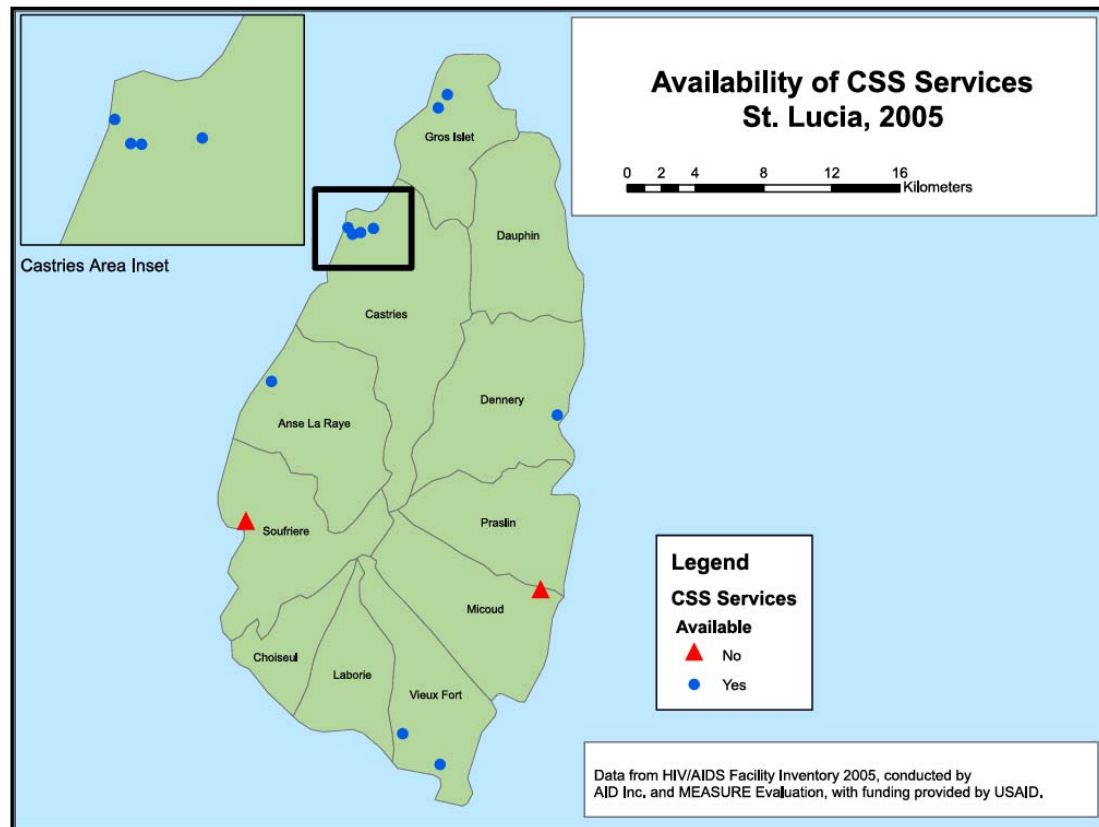 Availability of CSS Services
St. Lucia, 2005
0 2 4 8 12 16
Kilometers
Castries Area Inset
Gros Islet
Dauphin
Castries
Dennery
Anse La Raye
Praslin
Soufriere
Micoud
Choiseul
Laborie
Vieux Fort
Legend
CSS Services
Available
No
Yes
Data from HIV/AIDS Facility Inventory 2005, conducted by
AID Inc. and MEASURE Evaluation, with funding provided by USAID.